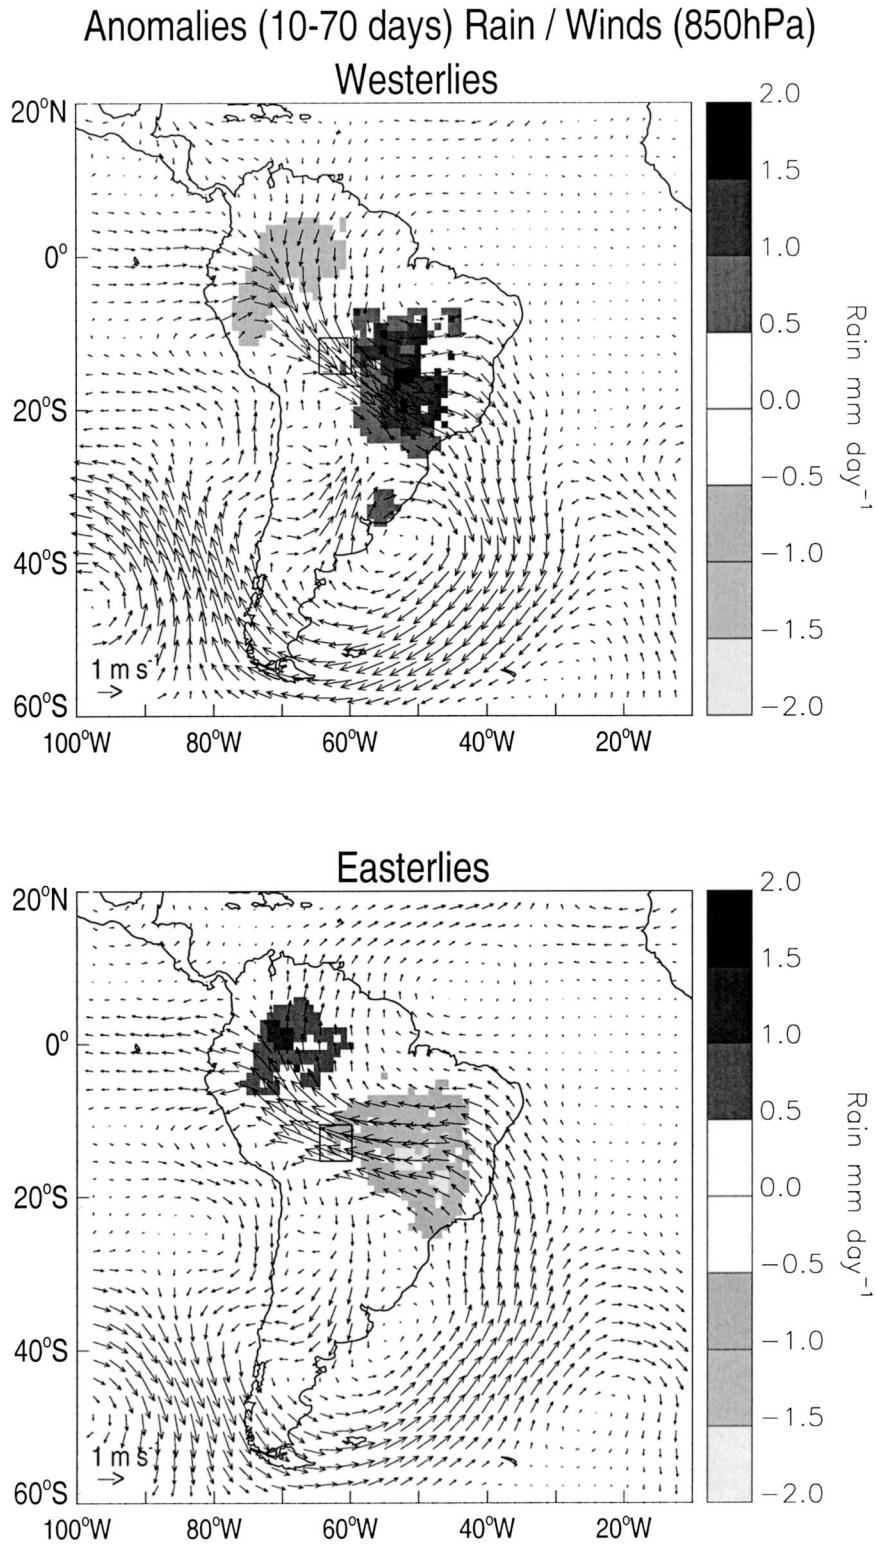 Anomalies (10-70 days) Rain / Winds (850hPa)
Westerlies
20°N
0°
20°S
40°S
60°S
100°W 80°W 60°W 40°W 20°W
1 m s-1
2.0
1.5
1.0
0.5
0.0
−0.5
−1.0
−1.5
−2.0
Rain mm day−1
Easterlies
20°N
0°
20°S
40°S
60°S
100°W 80°W 60°W 40°W 20°W
1 m s-1
2.0
1.5
1.0
0.5
0.0
−0.5
−1.0
−1.5
−2.0
Rain mm day−1